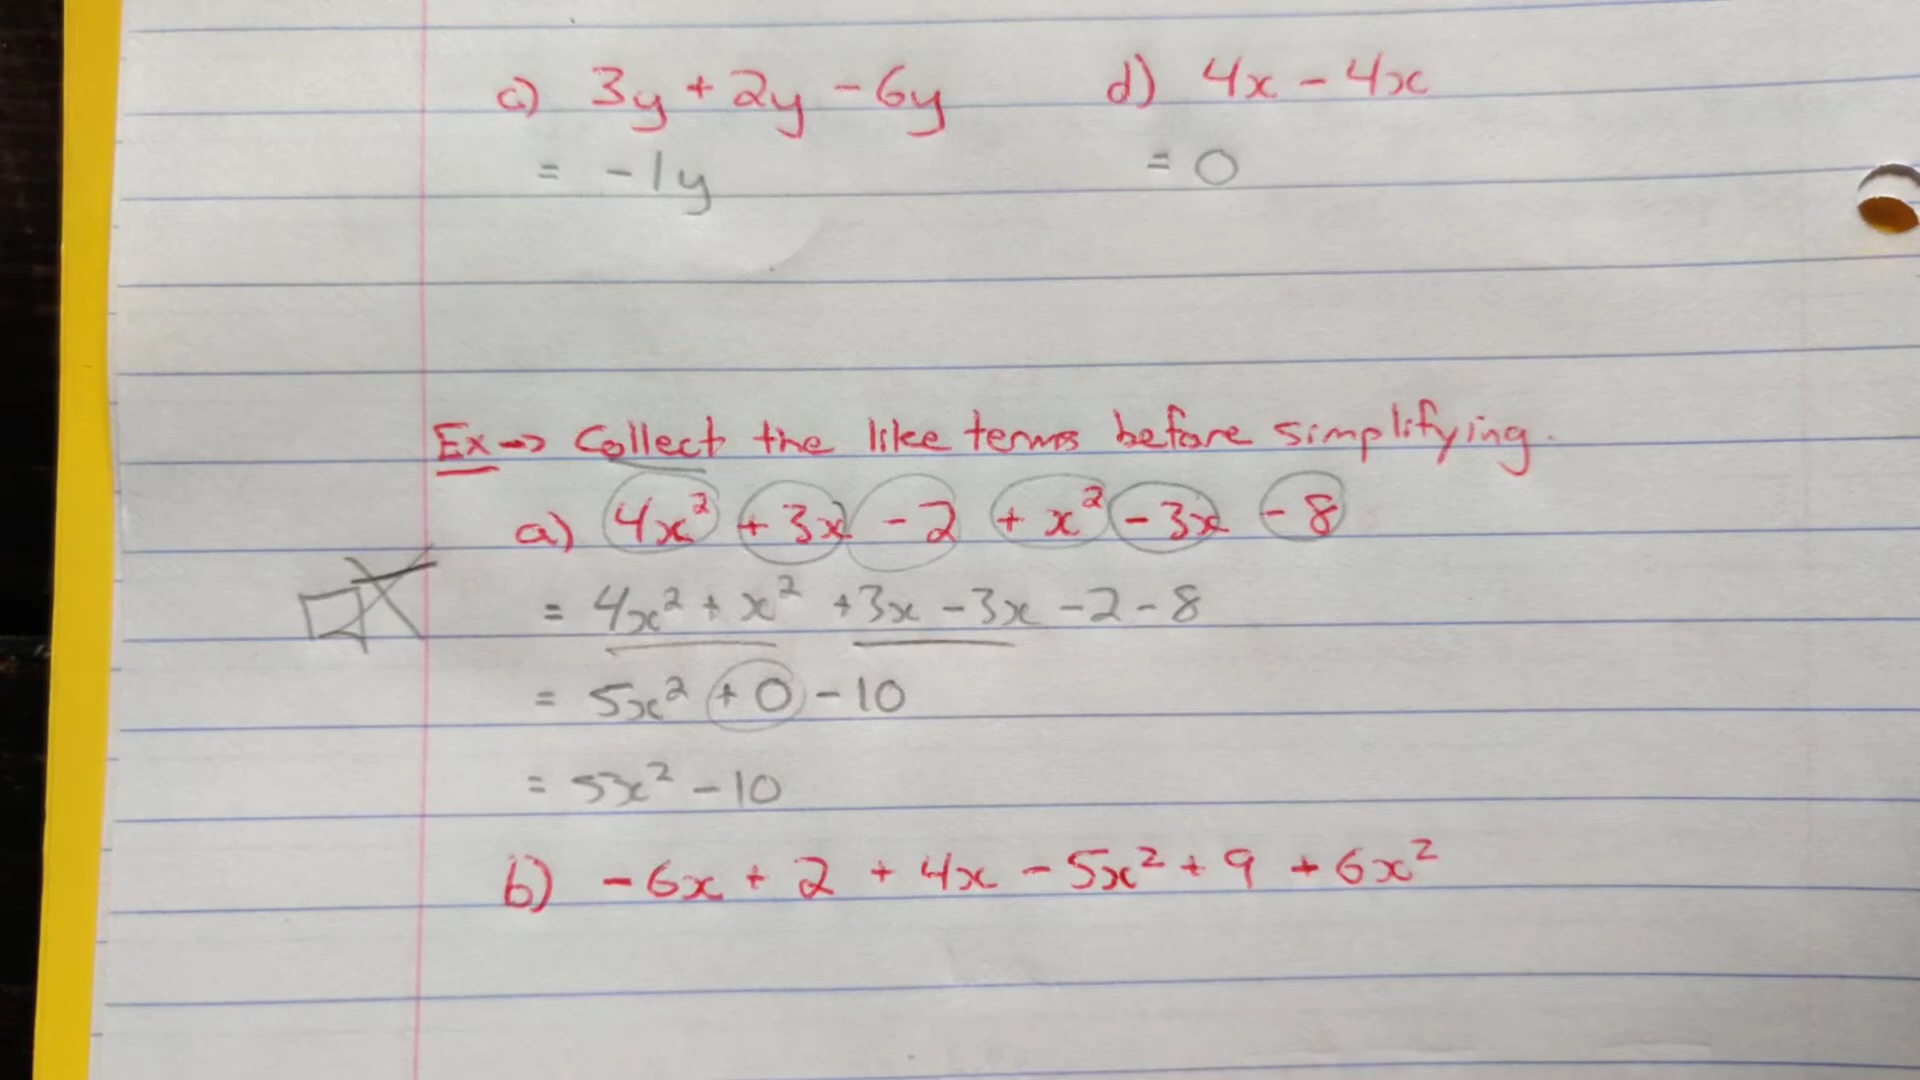 c) 3y + 2y - 6y d) 4x - 4x
= -1y = 0
Ex → Collect the like terms before simplifying.
a) 4x² + 3x - 2 + x² - 3x - 8
= 4x² + x² + 3x - 3x - 2 - 8
= 5x² + 0 - 10
= 5x² - 10
b) - 6x + 2 + 4x - 5x² + 9 + 6x²